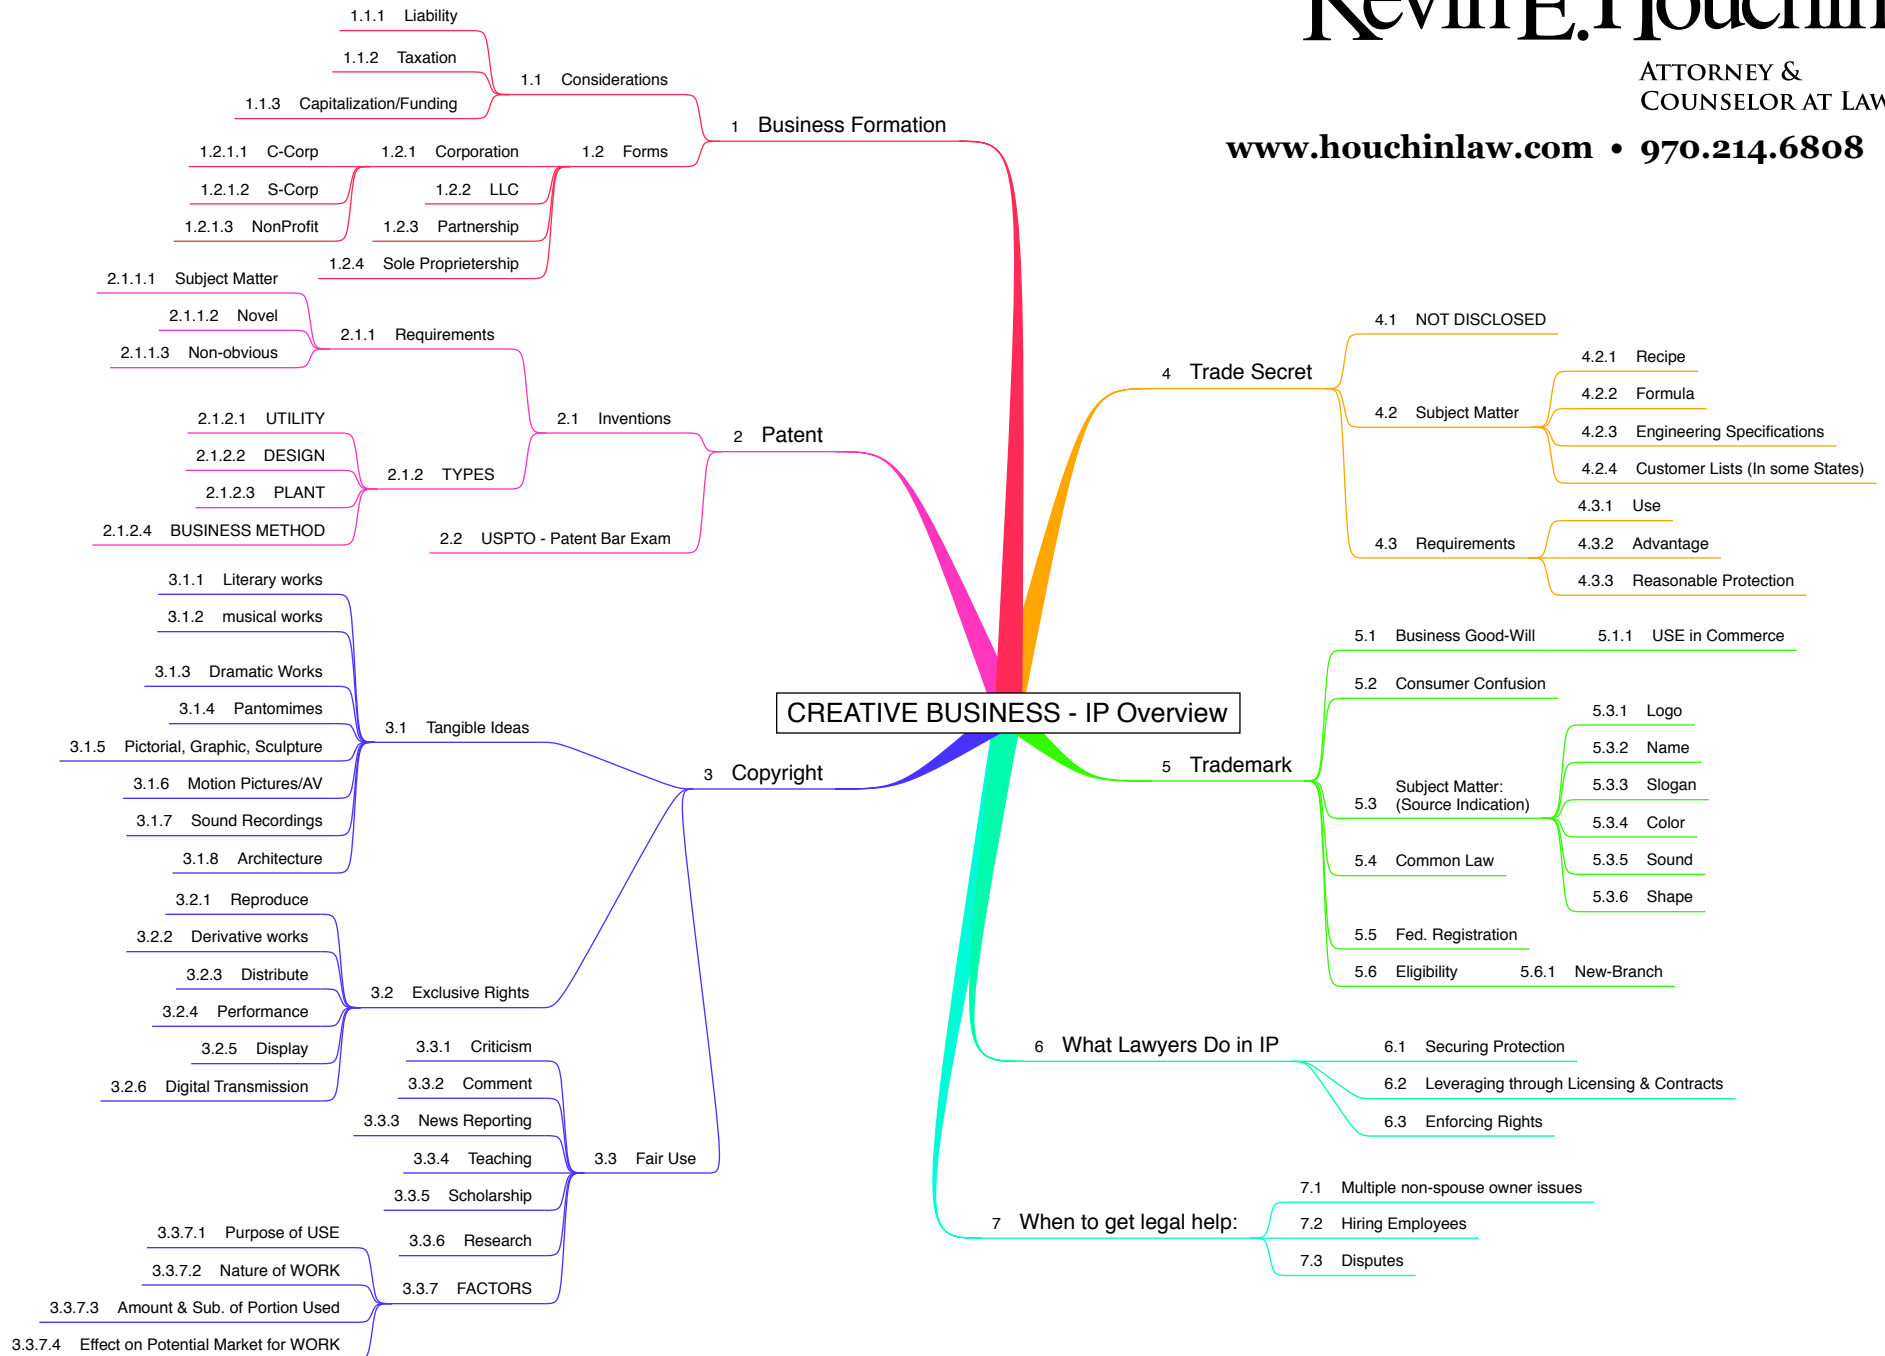 Kevin E. Houchin
ATTORNEY &
COUNSELOR AT LAW
www.houchinlaw.com • 970.214.6808
CREATIVE BUSINESS - IP Overview
1 Business Formation
1.1 Considerations
1.1.1 Liability
1.1.2 Taxation
1.1.3 Capitalization/Funding
1.2 Forms
1.2.1 Corporation
1.2.1.1 C-Corp
1.2.1.2 S-Corp
1.2.1.3 NonProfit
1.2.2 LLC
1.2.3 Partnership
1.2.4 Sole Proprietership
2 Patent
2.1 Inventions
2.1.1 Requirements
2.1.1.1 Subject Matter
2.1.1.2 Novel
2.1.1.3 Non-obvious
2.1.2 TYPES
2.1.2.1 UTILITY
2.1.2.2 DESIGN
2.1.2.3 PLANT
2.1.2.4 BUSINESS METHOD
2.2 USPTO - Patent Bar Exam
3 Copyright
3.1 Tangible Ideas
3.1.1 Literary works
3.1.2 musical works
3.1.3 Dramatic Works
3.1.4 Pantomimes
3.1.5 Pictorial, Graphic, Sculpture
3.1.6 Motion Pictures/AV
3.1.7 Sound Recordings
3.1.8 Architecture
3.2 Exclusive Rights
3.2.1 Reproduce
3.2.2 Derivative works
3.2.3 Distribute
3.2.4 Performance
3.2.5 Display
3.2.6 Digital Transmission
3.3 Fair Use
3.3.1 Criticism
3.3.2 Comment
3.3.3 News Reporting
3.3.4 Teaching
3.3.5 Scholarship
3.3.6 Research
3.3.7 FACTORS
3.3.7.1 Purpose of USE
3.3.7.2 Nature of WORK
3.3.7.3 Amount & Sub. of Portion Used
3.3.7.4 Effect on Potential Market for WORK
4 Trade Secret
4.1 NOT DISCLOSED
4.2 Subject Matter
4.2.1 Recipe
4.2.2 Formula
4.2.3 Engineering Specifications
4.2.4 Customer Lists (In some States)
4.3 Requirements
4.3.1 Use
4.3.2 Advantage
4.3.3 Reasonable Protection
5 Trademark
5.1 Business Good-Will
5.1.1 USE in Commerce
5.2 Consumer Confusion
5.3 Subject Matter:
(Source Indication)
5.3.1 Logo
5.3.2 Name
5.3.3 Slogan
5.3.4 Color
5.3.5 Sound
5.3.6 Shape
5.4 Common Law
5.5 Fed. Registration
5.6 Eligibility
5.6.1 New-Branch
6 What Lawyers Do in IP
6.1 Securing Protection
6.2 Leveraging through Licensing & Contracts
6.3 Enforcing Rights
7 When to get legal help:
7.1 Multiple non-spouse owner issues
7.2 Hiring Employees
7.3 Disputes